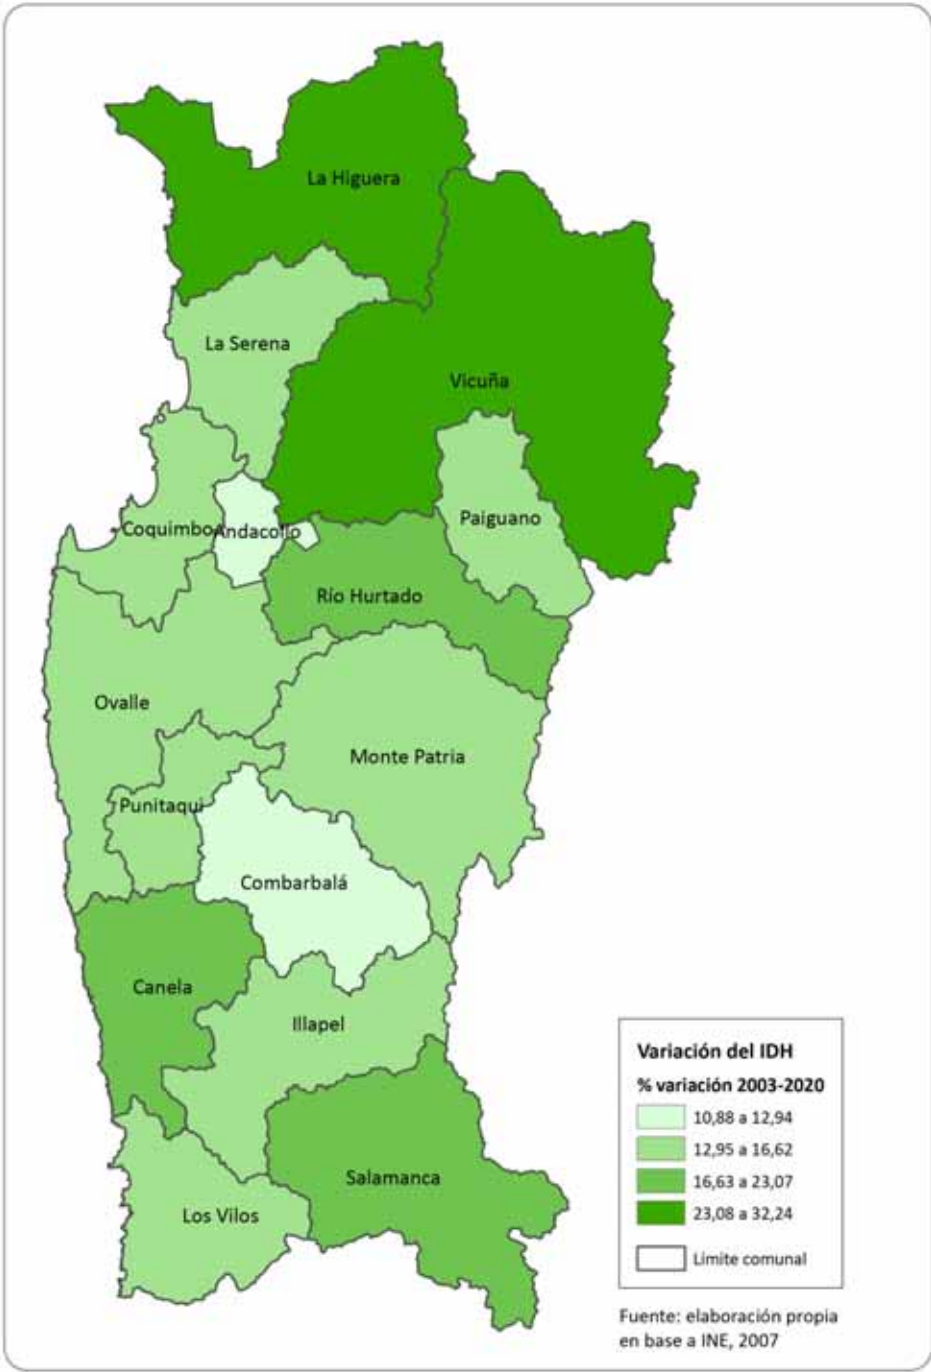 La Higuera
La Serena
Vicuña
Coquimbo
Andacollo
Paiguano
Río Hurtado
Ovalle
Monte Patria
Punitaqui
Combarbalá
Canela
Illapel
Salamanca
Los Vilos
Variación del IDH
% variación 2003-2020
10,88 a 12,94
12,95 a 16,62
16,63 a 23,07
23,08 a 32,24
Limite comunal
Fuente: elaboración propia
en base a INE, 2007